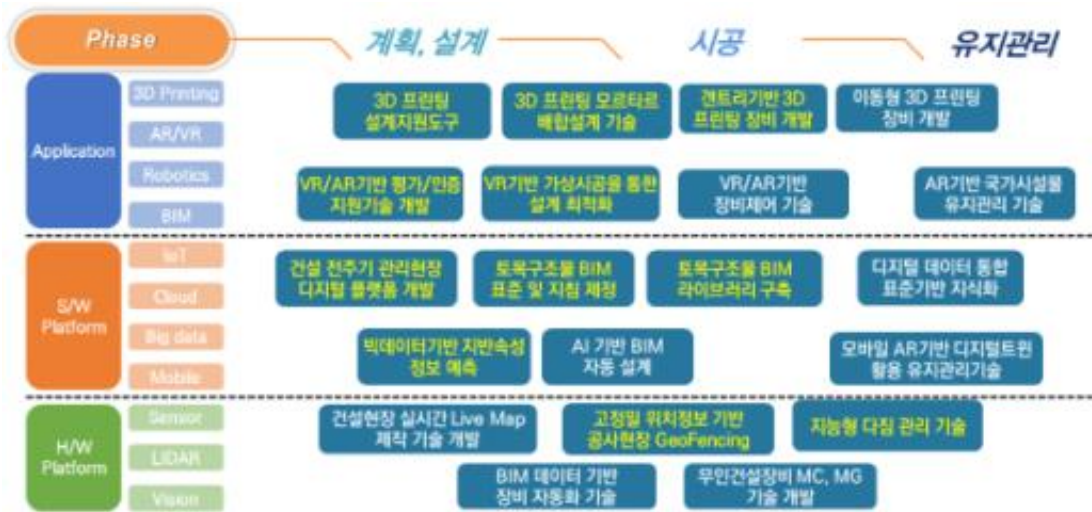 Phase
계획, 설계
시공
유지관리
Application
3D Printing
AR/VR
Robotics
BIM
3D 프린팅
설계지원도구
3D 프린팅 모르타르
배합설계 기술
갠트리기반 3D
프린팅 장비 개발
이동형 3D 프린팅
장비 개발
VR/AR기반 평가/인증
지원기술 개발
VR기반 가상시공을 통한
설계 최적화
VR/AR기반
장비제어 기술
AR기반 국가시설물
유지관리 기술
S/W
Platform
IoT
Cloud
Big data
Mobile
건설 전주기 관리현장
디지털 플랫폼 개발
토목구조물 BIM
표준 및 지침 제정
토목구조물 BIM
라이브러리 구축
디지털 데이터 통합
표준기반 지식화
빅데이터기반 지반속성
정보 예측
AI 기반 BIM
자동 설계
모바일 AR기반 디지털트윈
활용 유지관리기술
H/W
Platform
Sensor
LIDAR
Vision
건설현장 실시간 Live Map
제작 기술 개발
고정밀 위치정보 기반
공사현장 GeoFencing
지능형 다짐 관리 기술
BIM 데이터 기반
장비 자동화 기술
무인건설장비 MC, MG
기술 개발